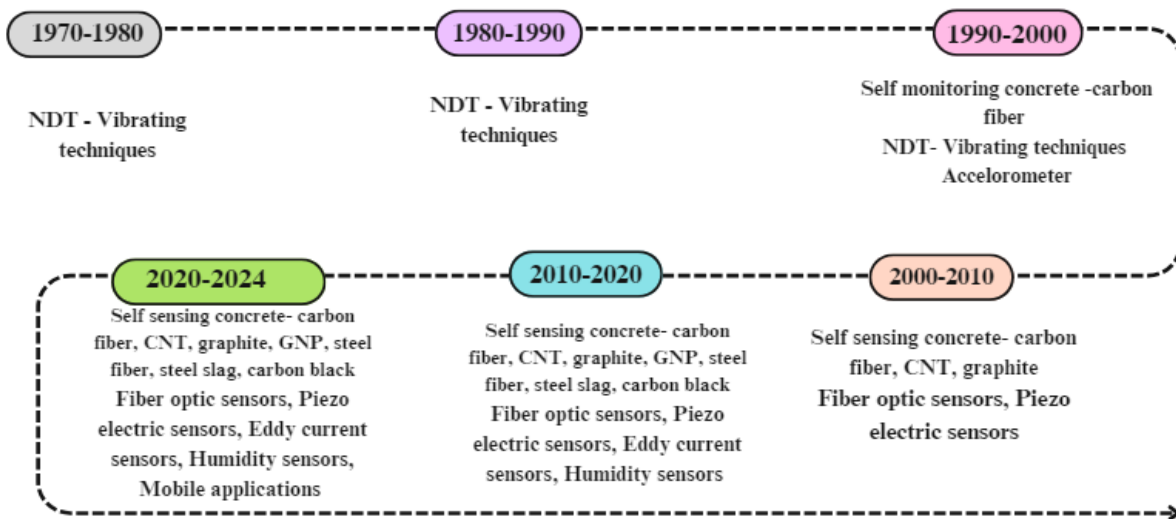 1970-1980
NDT - Vibrating
techniques
1980-1990
NDT - Vibrating
techniques
1990-2000
Self monitoring concrete -carbon
fiber
NDT- Vibrating techniques
Accelorometer
2000-2010
Self sensing concrete- carbon
fiber, CNT, graphite
Fiber optic sensors, Piezo
electric sensors
2010-2020
Self sensing concrete- carbon
fiber, CNT, graphite, GNP, steel
fiber, steel slag, carbon black
Fiber optic sensors, Piezo
electric sensors, Eddy current
sensors, Humidity sensors
2020-2024
Self sensing concrete- carbon
fiber, CNT, graphite, GNP, steel
fiber, steel slag, carbon black
Fiber optic sensors, Piezo
electric sensors, Eddy current
sensors, Humidity sensors,
Mobile applications